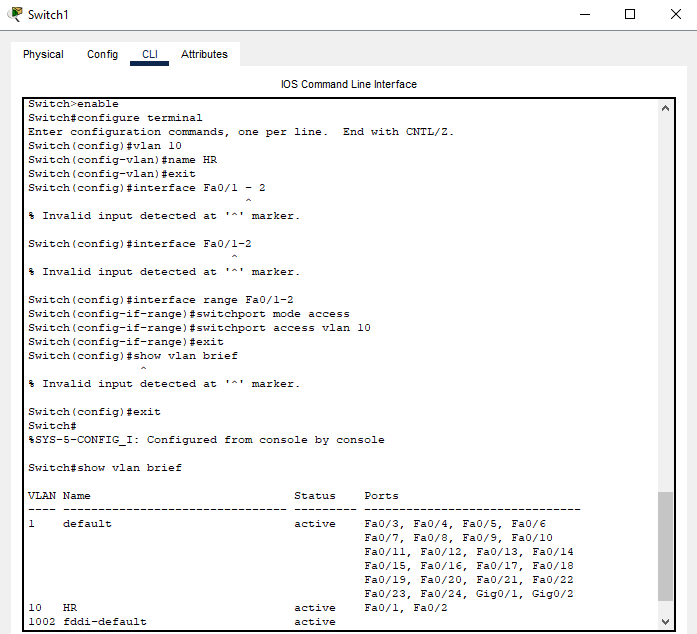 Switch1
Physical Config CLI Attributes
IOS Command Line Interface
Switch>enable
Switch#configure terminal
Enter configuration commands, one per line.  End with CNTL/Z.
Switch(config)#vlan 10
Switch(config-vlan)#name HR
Switch(config-vlan)#exit
Switch(config)#interface Fa0/1 - 2
                               ^
% Invalid input detected at '^' marker.
Switch(config)#interface Fa0/1-2
                             ^
% Invalid input detected at '^' marker.
Switch(config)#interface range Fa0/1-2
Switch(config-if-range)#switchport mode access
Switch(config-if-range)#switchport access vlan 10
Switch(config-if-range)#exit
Switch(config)#show vlan brief
                ^
% Invalid input detected at '^' marker.
Switch(config)#exit
Switch#
%SYS-5-CONFIG_I: Configured from console by console
Switch#show vlan brief
VLAN Name                             Status    Ports
---- -------------------------------- --------- -------------------------------
1    default                          active    Fa0/3, Fa0/4, Fa0/5, Fa0/6
                                                Fa0/7, Fa0/8, Fa0/9, Fa0/10
                                                Fa0/11, Fa0/12, Fa0/13, Fa0/14
                                                Fa0/15, Fa0/16, Fa0/17, Fa0/18
                                                Fa0/19, Fa0/20, Fa0/21, Fa0/22
                                                Fa0/23, Fa0/24, Gig0/1, Gig0/2
10   HR                               active    Fa0/1, Fa0/2
1002 fddi-default                     active